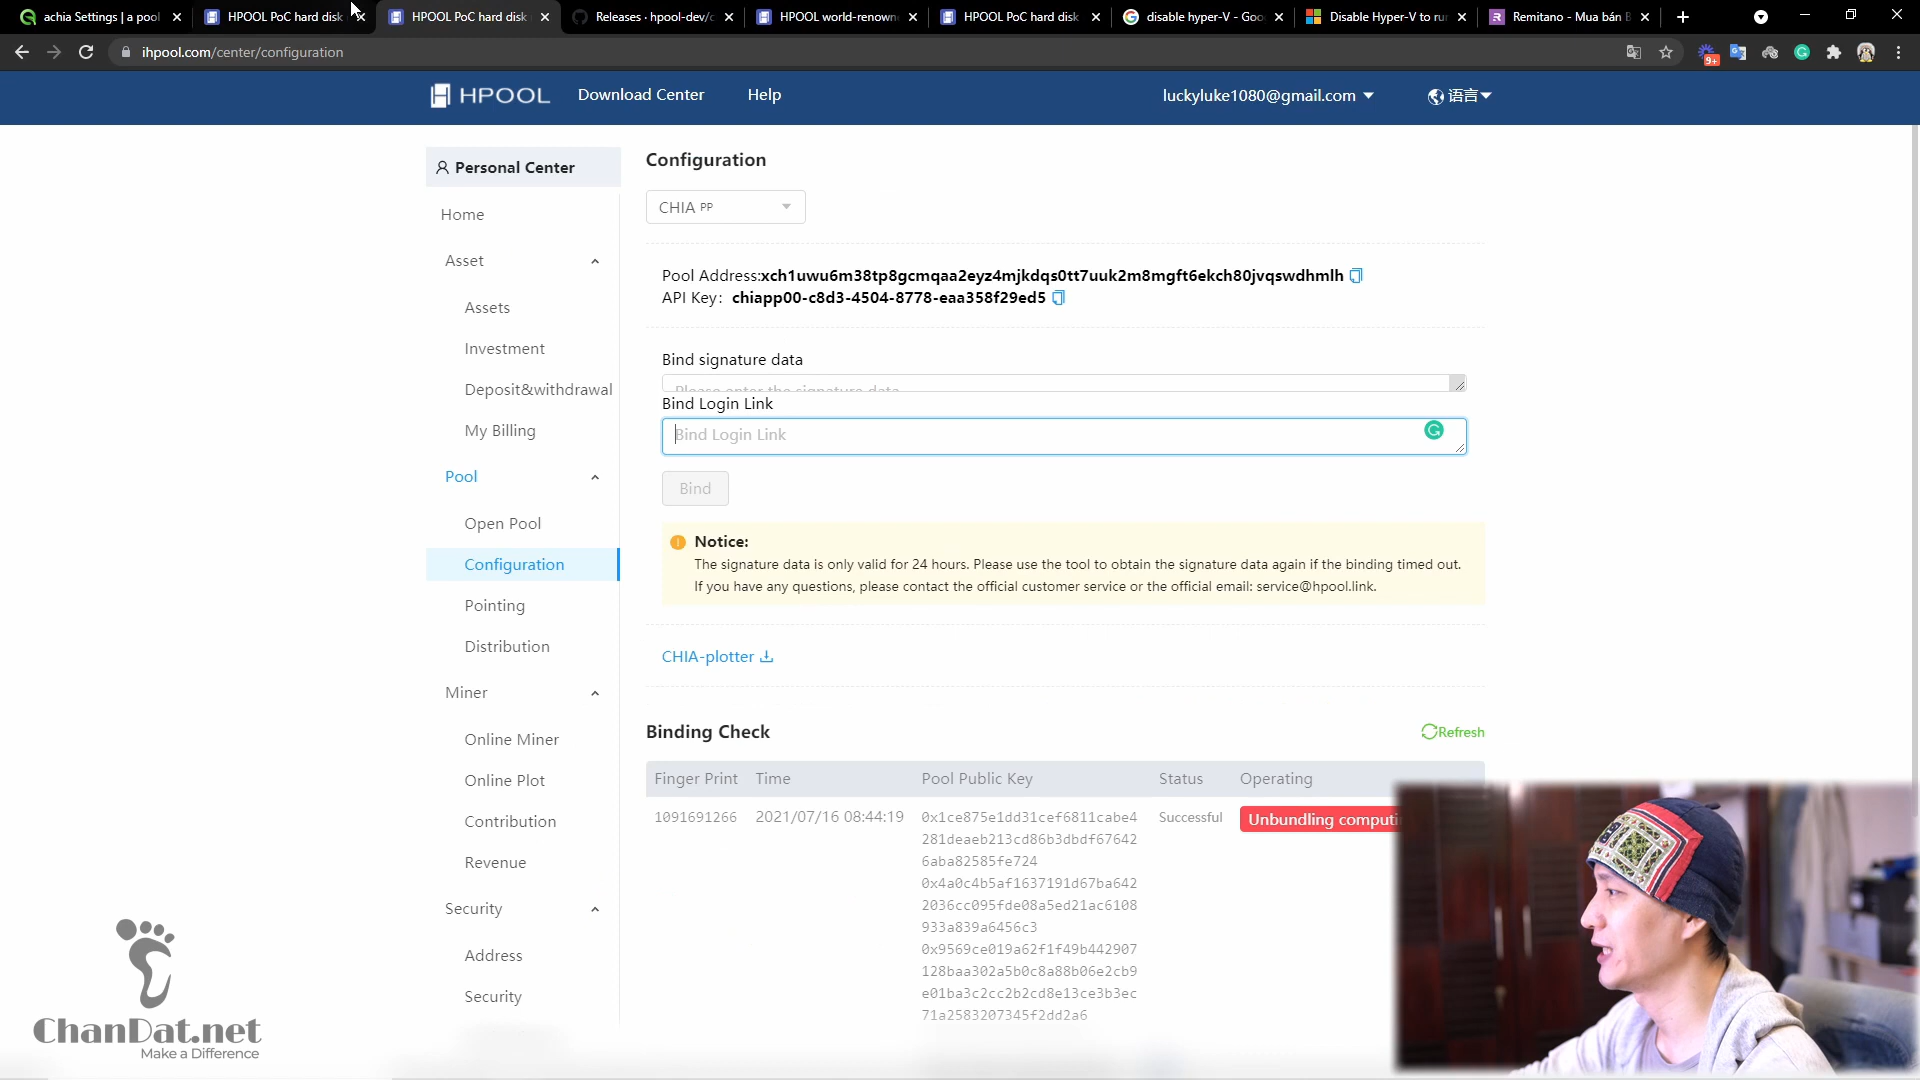 achia Settings | a pool
HPOOL PoC hard disk
HPOOL PoC hard disk
Releases · hpool-dev/c
HPOOL world-renown
HPOOL PoC hard disk
disable hyper-V - Goo
Disable Hyper-V to ru
Remitano - Mua bán B
ihpool.com/center/configuration
9+
HPOOL
Download Center
Help
luckyluke1080@gmail.com
语言
Personal Center
Home
Asset
Assets
Investment
Deposit&withdrawal
My Billing
Pool
Open Pool
Configuration
Pointing
Distribution
Miner
Online Miner
Online Plot
Contribution
Revenue
Security
Address
Security
Configuration
CHIA PP
Pool Address:xch1uwu6m38tp8gcmqaa2eyz4mjkdqs0tt7uuk2m8mgft6ekch80jvqswdhmlh
API Key: chiapp00-c8d3-4504-8778-eaa358f29ed5
Bind signature data
Please enter the signature data
Bind Login Link
Bind Login Link
Bind
Notice:
The signature data is only valid for 24 hours. Please use the tool to obtain the signature data again if the binding timed out.
If you have any questions, please contact the official customer service or the official email: service@hpool.link.
CHIA-plotter
Binding Check
Refresh
Finger Print Time Pool Public Key Status Operating
1091691266 2021/07/16 08:44:19 0x1ce875e1dd31cef6811cabe4 Successful Unbundling computi
281deaeb213cd86b3dbdf67642
6aba82585fe724
0x4a0c4b5af1637191d67ba642
2036cc095fde08a5ed21ac6108
933a839a6456c3
0x9569ce019a62f1f49b442907
128baa302a5b0c8a88b06e2cb9
e01ba3c2cc2b2cd8e13ce3b3ec
71a2583207345f2dd2a6
ChanDat.net
Make a Difference